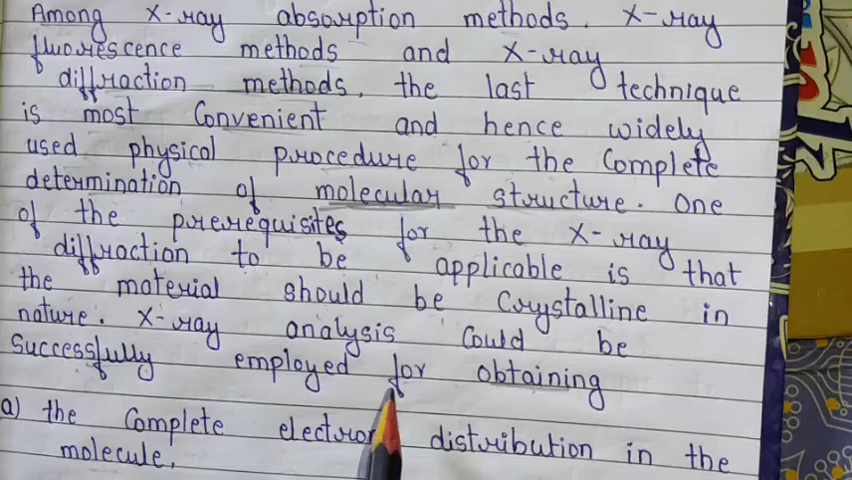 Among X-ray absorption methods. X-ray
fluorescence methods and X-ray
diffraction methods, the last technique
is most Convenient and hence widely
used physical procedure for the Complete
determination of molecular structure. One
of the prerequisites for the X-ray
diffraction to be applicable is that
the material should be Crystalline in
nature. X-ray analysis Could be
Successfully employed for obtaining
a) the Complete electron distribution in the
molecule.